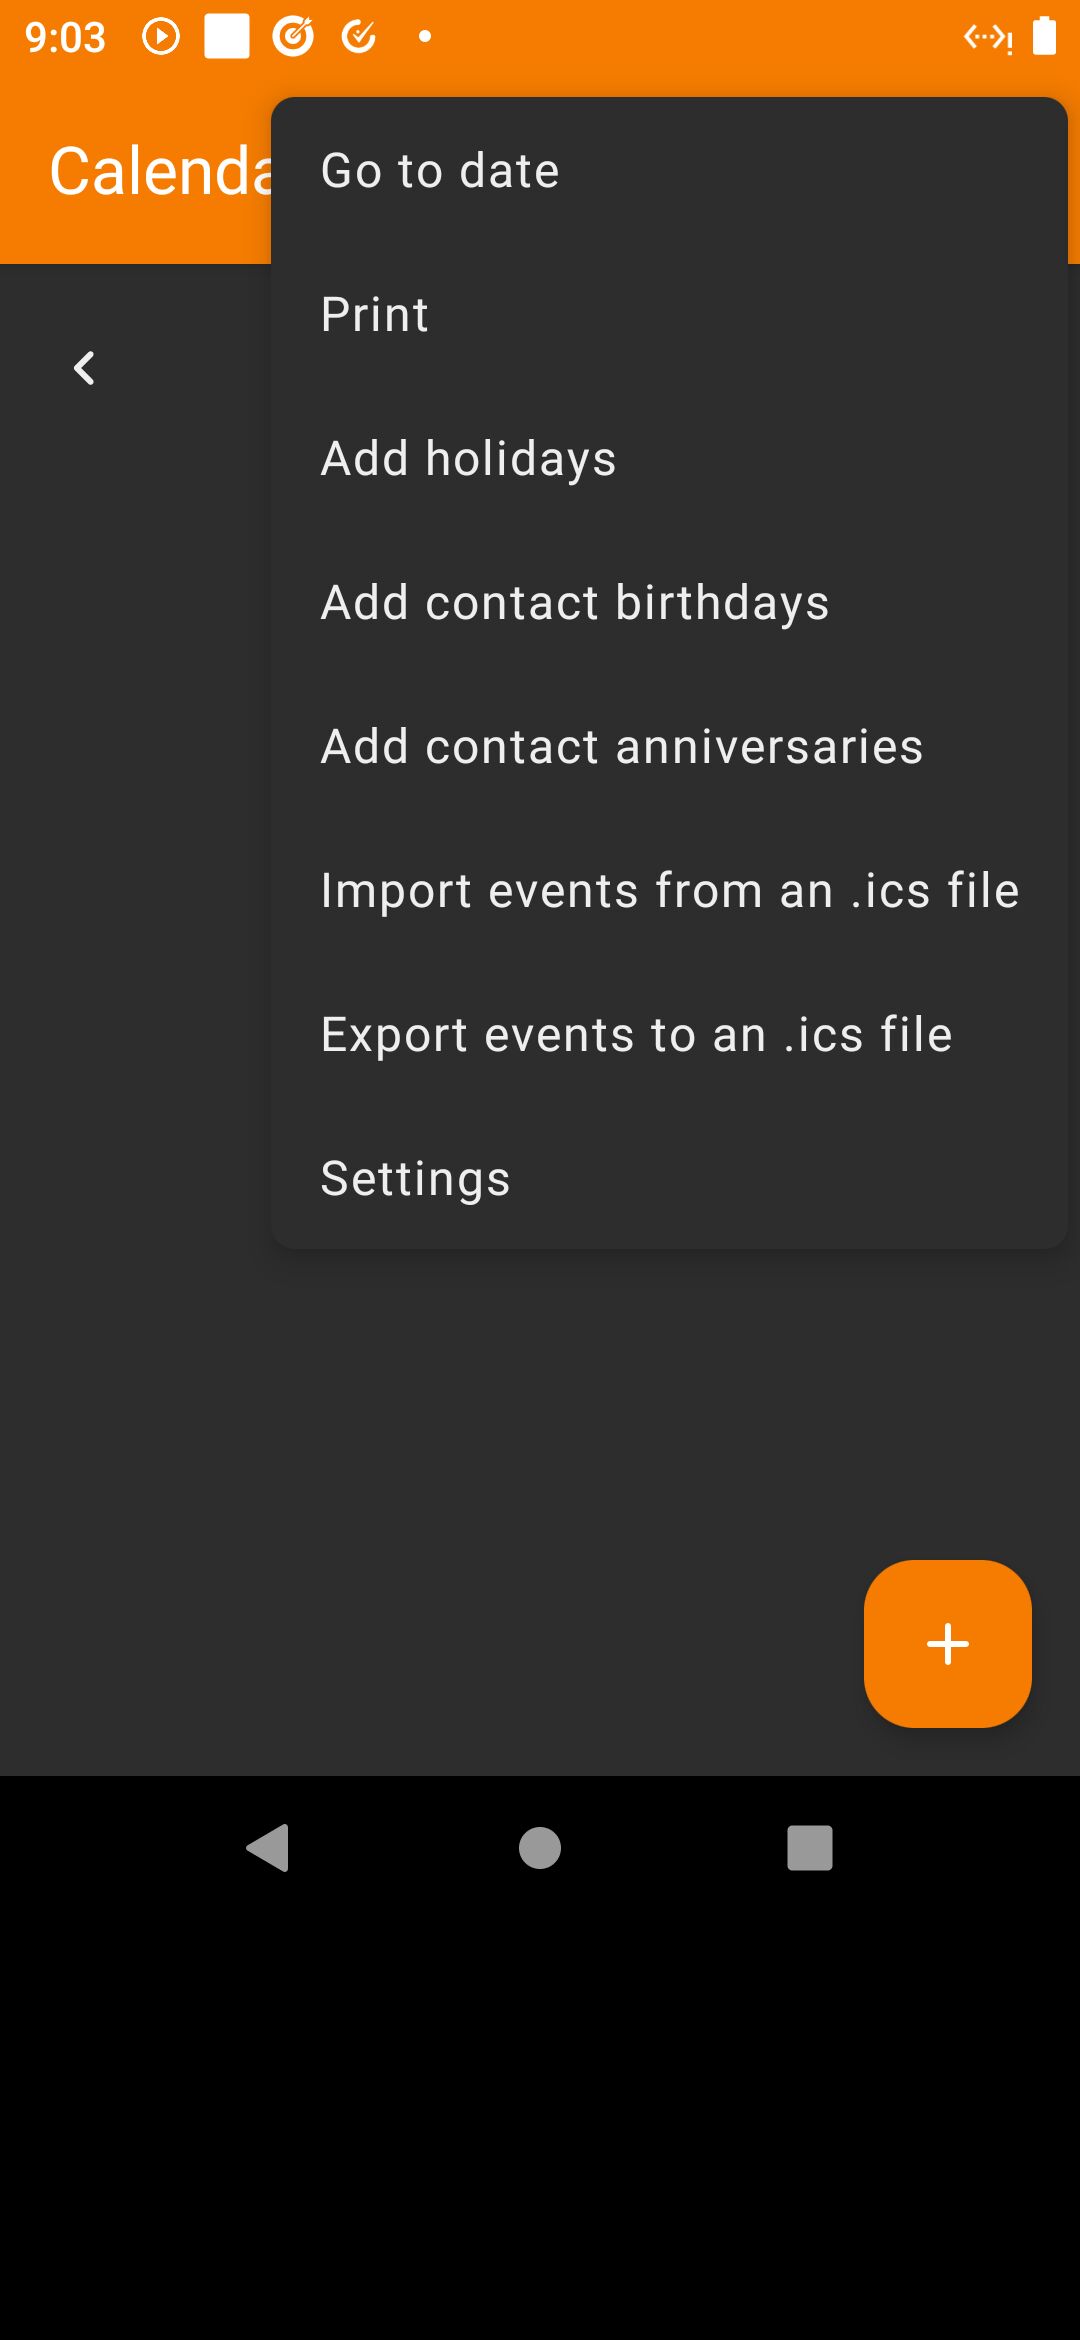 9:03
Calenda
Go to date
Print
Add holidays
Add contact birthdays
Add contact anniversaries
Import events from an .ics file
Export events to an .ics file
Settings